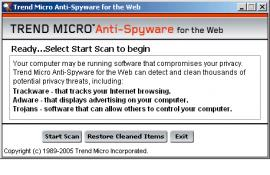 Trend Micro Anti-Spyware for the Web
TREND MICRO™ Anti-Spyware for the Web
Ready...Select Start Scan to begin
Your computer may be running software that compromises your privacy.
Trend Micro Anti-Spyware for the Web can detect and clean thousands of
potential privacy threats, including:
Trackware - that tracks your Internet browsing.
Adware - that displays advertising on your computer.
Trojans - software that can allow others to control your computer.
Start Scan Restore Cleaned Items Exit
Copyright (c) 1989-2005 Trend Micro Incorporated.